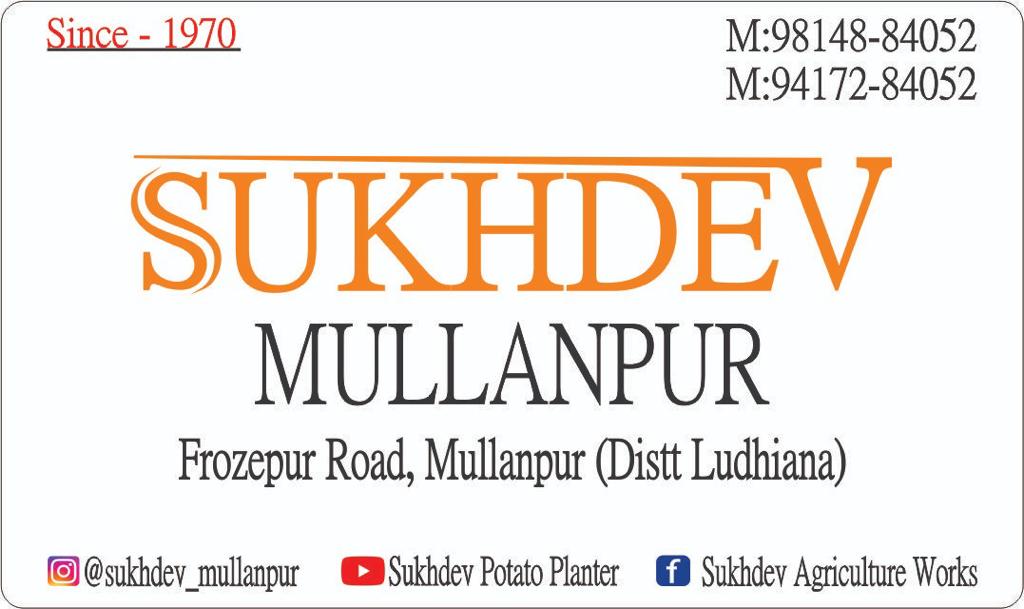 Since - 1970
M:98148-84052
M:94172-84052
SUKHDEV
MULLANPUR
Frozepur Road, Mullanpur (Distt Ludhiana)
@sukhdev_mullanpur Sukhdev Potato Planter f Sukhdev Agriculture Works